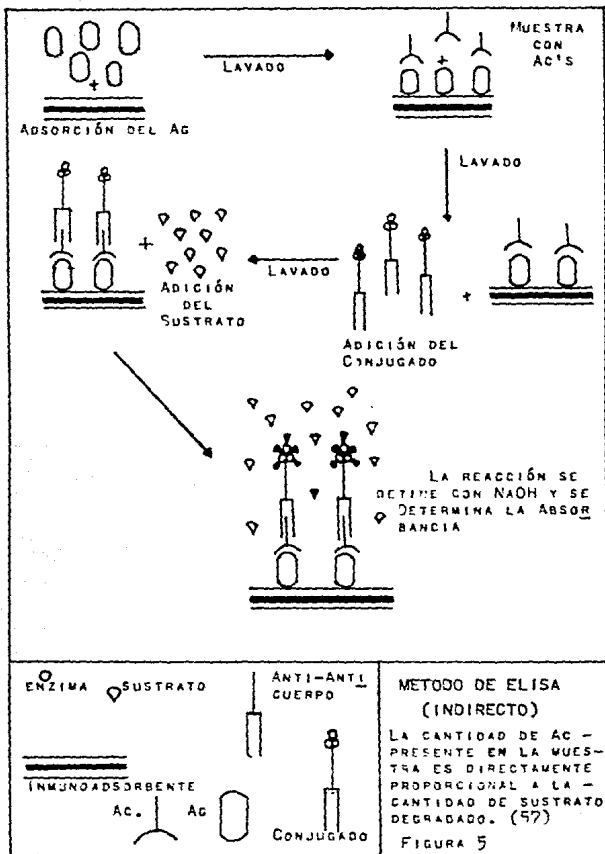 MUESTRA
CON
AC'S
LAVADO
ADSORCIÓN DEL AG
LAVADO
LAVADO
ADICIÓN
DEL
SUSTRATO
ADICIÓN DEL
CONJUGADO
LA REACCIÓN SE
DETINE CON NAOH Y SE
DETERMINA LA ABSOR
BANCIA
ENZIMA SUSTRATO
ANTI-ANTI
CUERPO
INMUNOADSORBENTE
AC. AG
CONJUGADO
METODO DE ELISA
(INDIRECTO)
LA CANTIDAD DE AC -
PRESENTE EN LA MUES-
TRA ES DIRECTAMENTE
PROPORCIONAL A LA -
CANTIDAD DE SUSTRATO
DEGRADADO. (57)
FIGURA 5